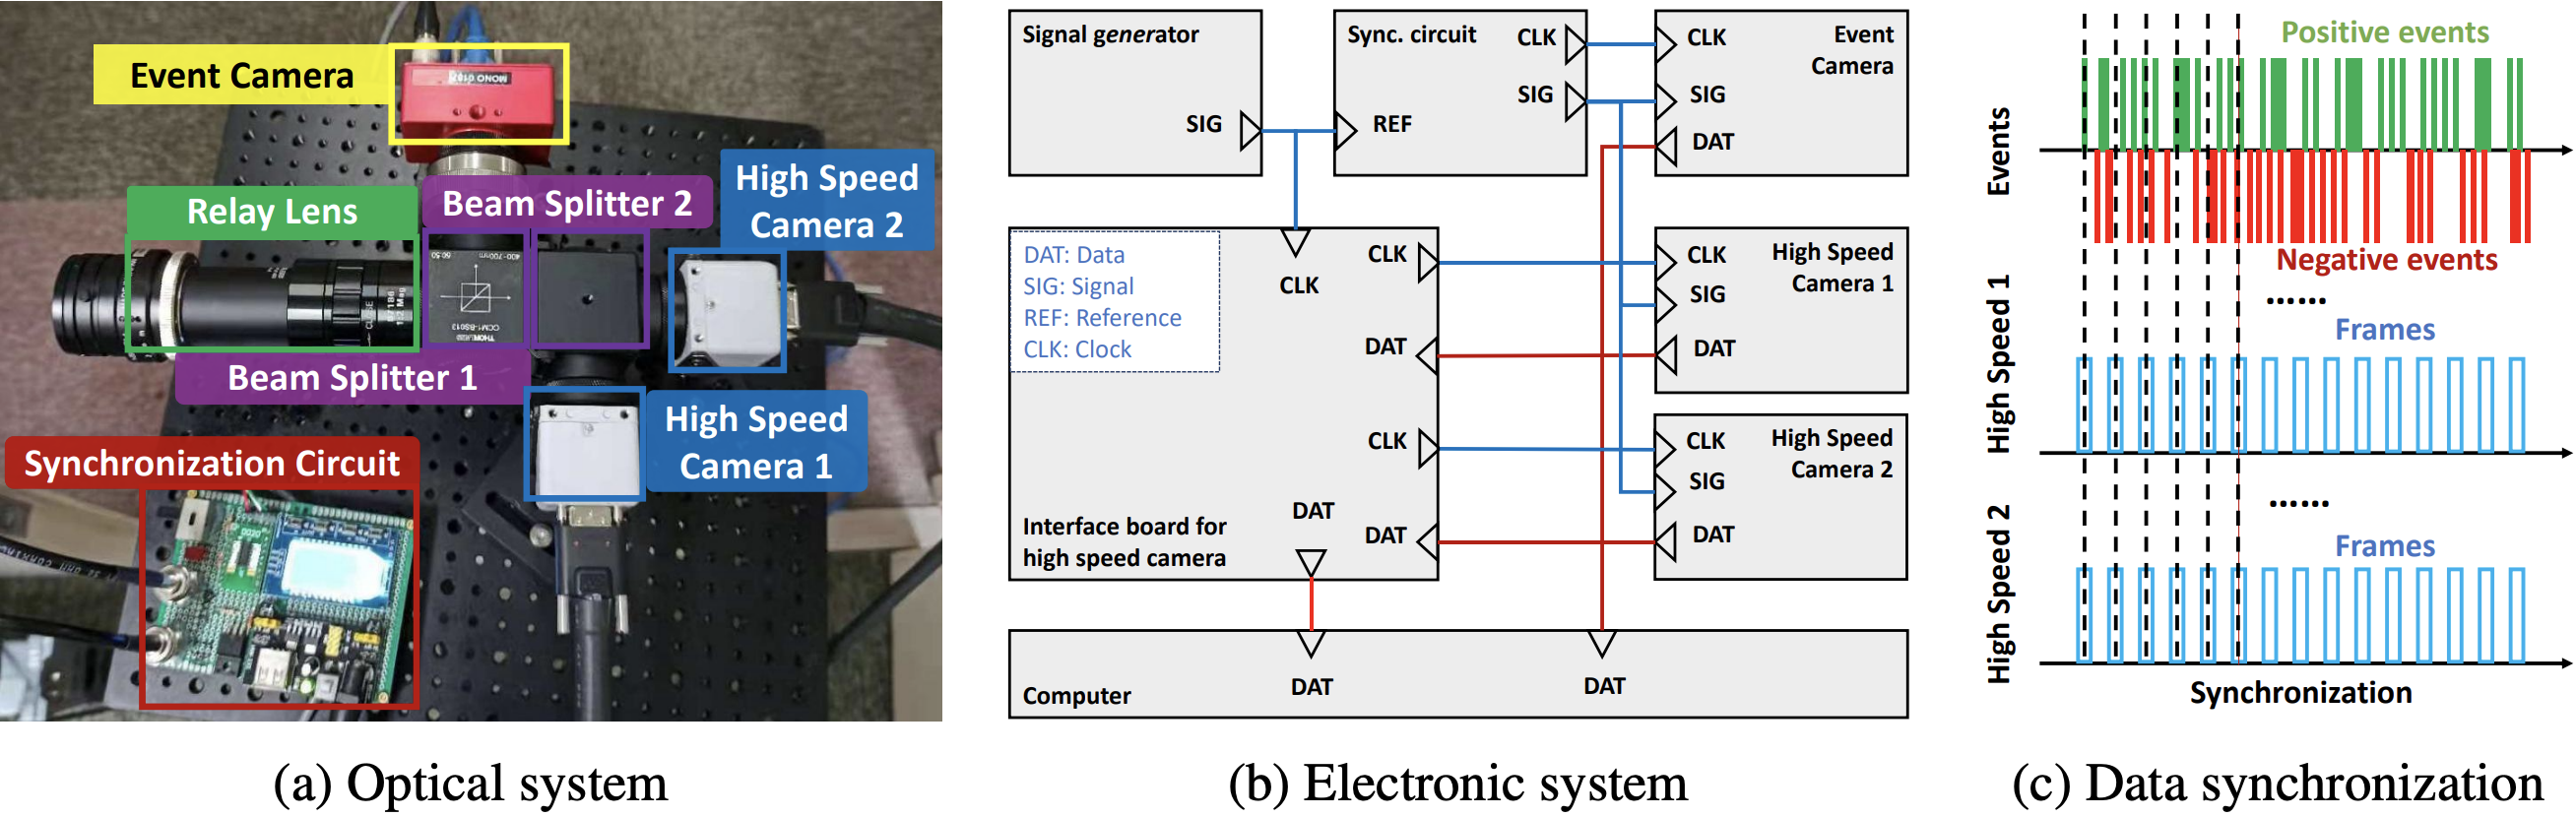 Event Camera
Relay Lens
Beam Splitter 2
High Speed
Camera 2
Beam Splitter 1
High Speed
Camera 1
Synchronization Circuit
MONO
(a) Optical system
Signal generator
SIG
Sync. circuit
CLK
SIG
REF
CLK
SIG
DAT
Event
Camera
DAT: Data
SIG: Signal
REF: Reference
CLK: Clock
CLK
CLK
DAT
CLK
DAT
DAT
Interface board for
high speed camera
CLK
SIG
DAT
High Speed
Camera 1
CLK
SIG
DAT
High Speed
Camera 2
Computer
DAT
DAT
(b) Electronic system
Positive events
Events
Negative events
......
High Speed 1
Frames
......
High Speed 2
Frames
Synchronization
(c) Data synchronization